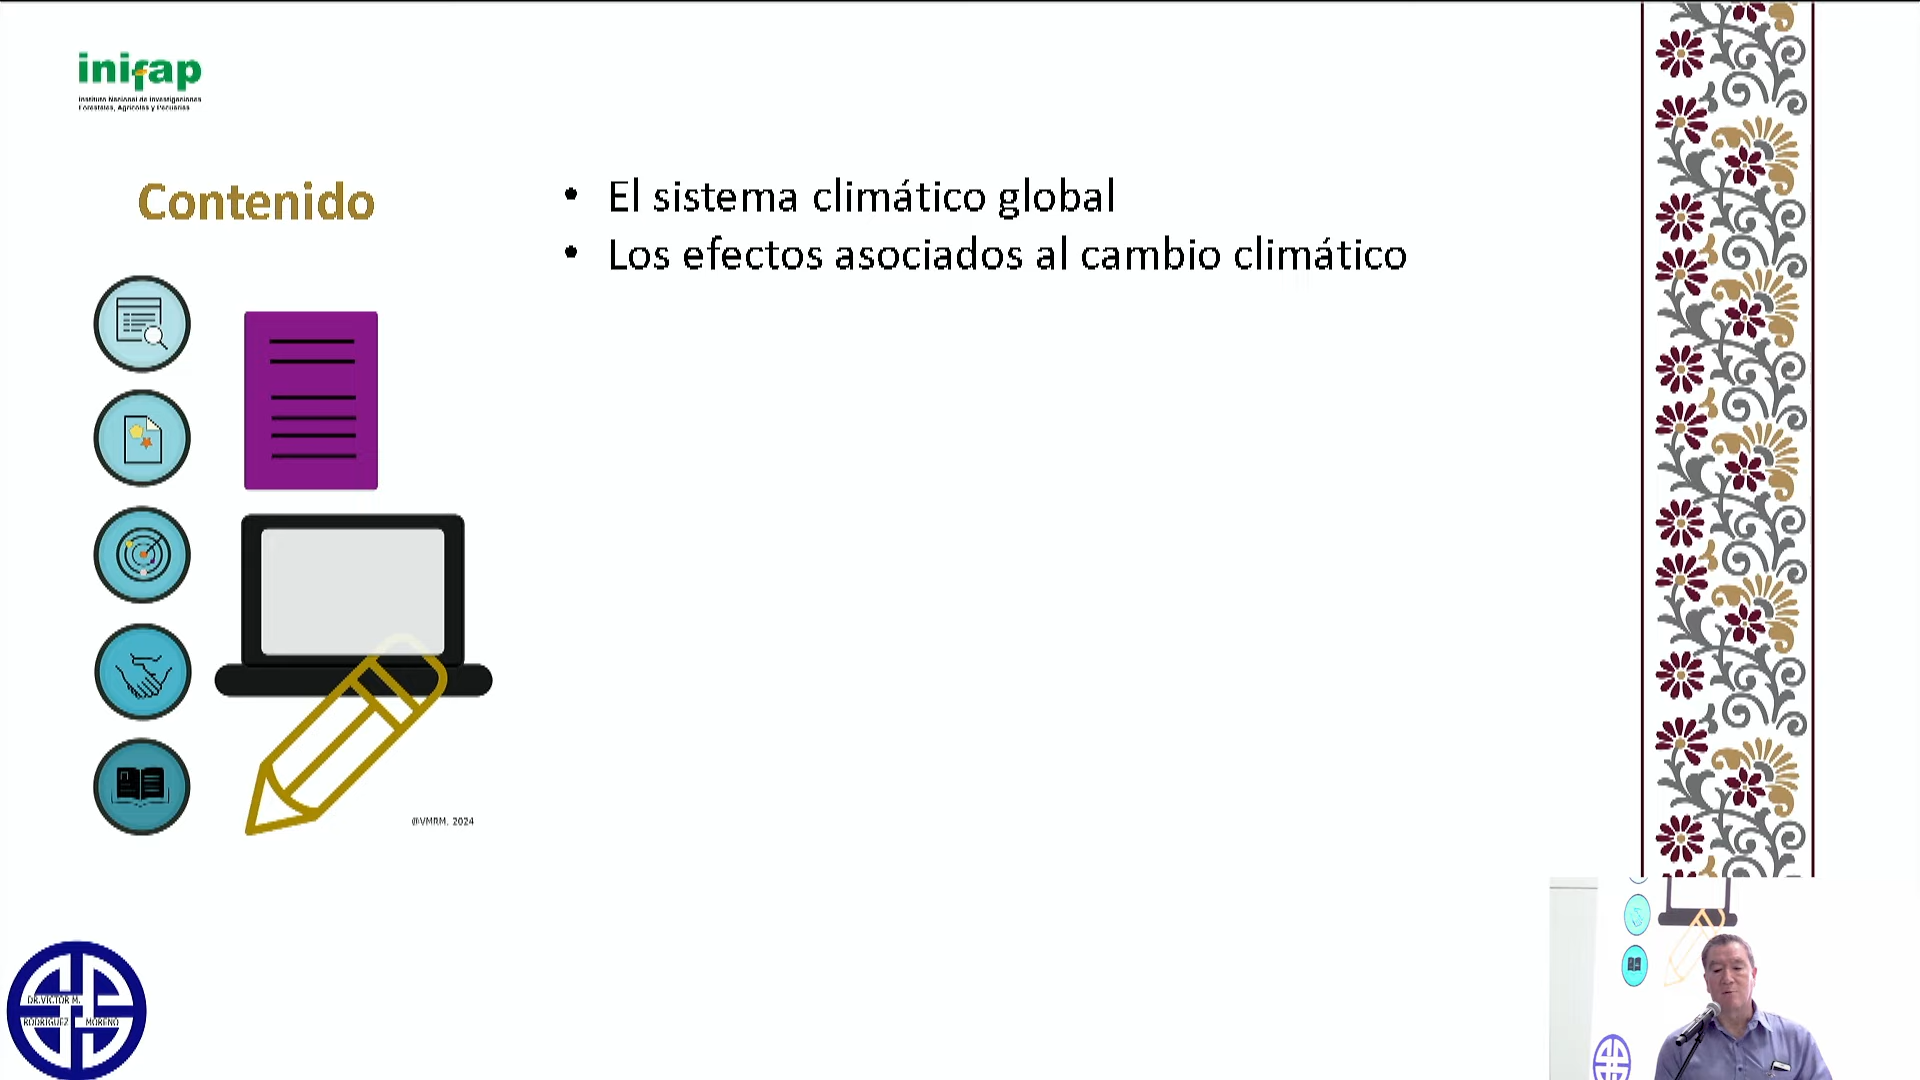 inifap
Instituto Nacional de Investigaciones
Forestales, Agrícolas y Pecuarias
Contenido
• El sistema climático global
• Los efectos asociados al cambio climático
@VMRM, 2024
DR.VICTOR M.
RODRIGUEZ MORENO